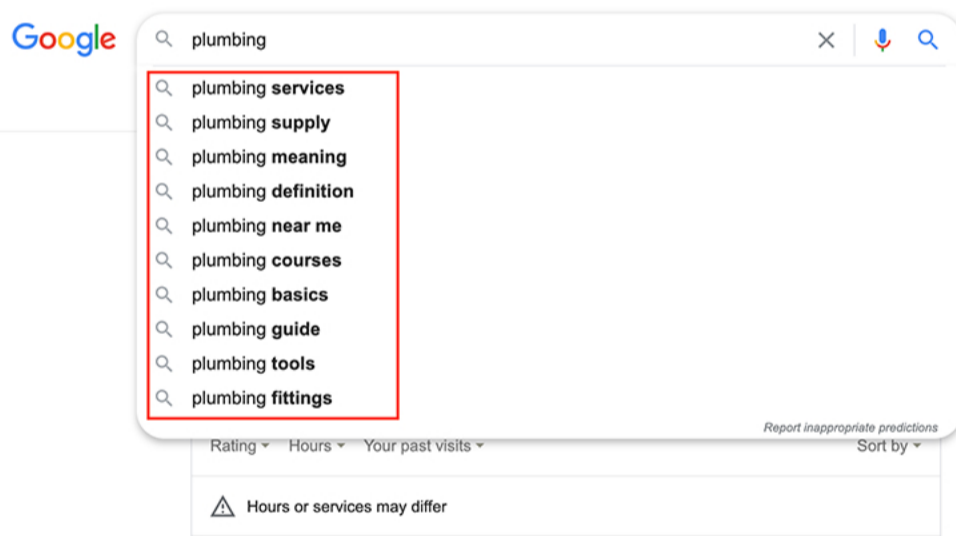 Google
plumbing
plumbing services
plumbing supply
plumbing meaning
plumbing definition
plumbing near me
plumbing courses
plumbing basics
plumbing guide
plumbing tools
plumbing fittings
Report inappropriate predictions
Rating Hours Your past visits Sort by
Hours or services may differ